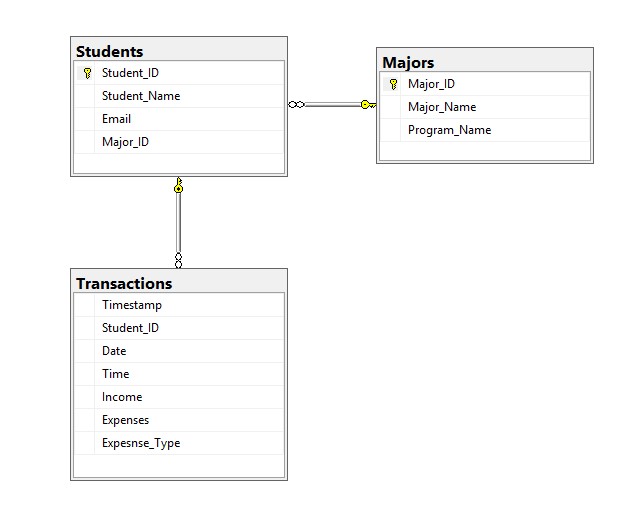 Students
Student_ID
Student_Name
Email
Major_ID
Majors
Major_ID
Major_Name
Program_Name
Transactions
Timestamp
Student_ID
Date
Time
Income
Expenses
Expesnse_Type